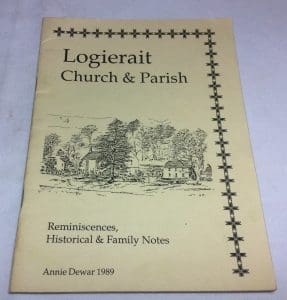 Logierait
Church & Parish
Reminiscences,
Historical & Family Notes
Annie Dewar 1989